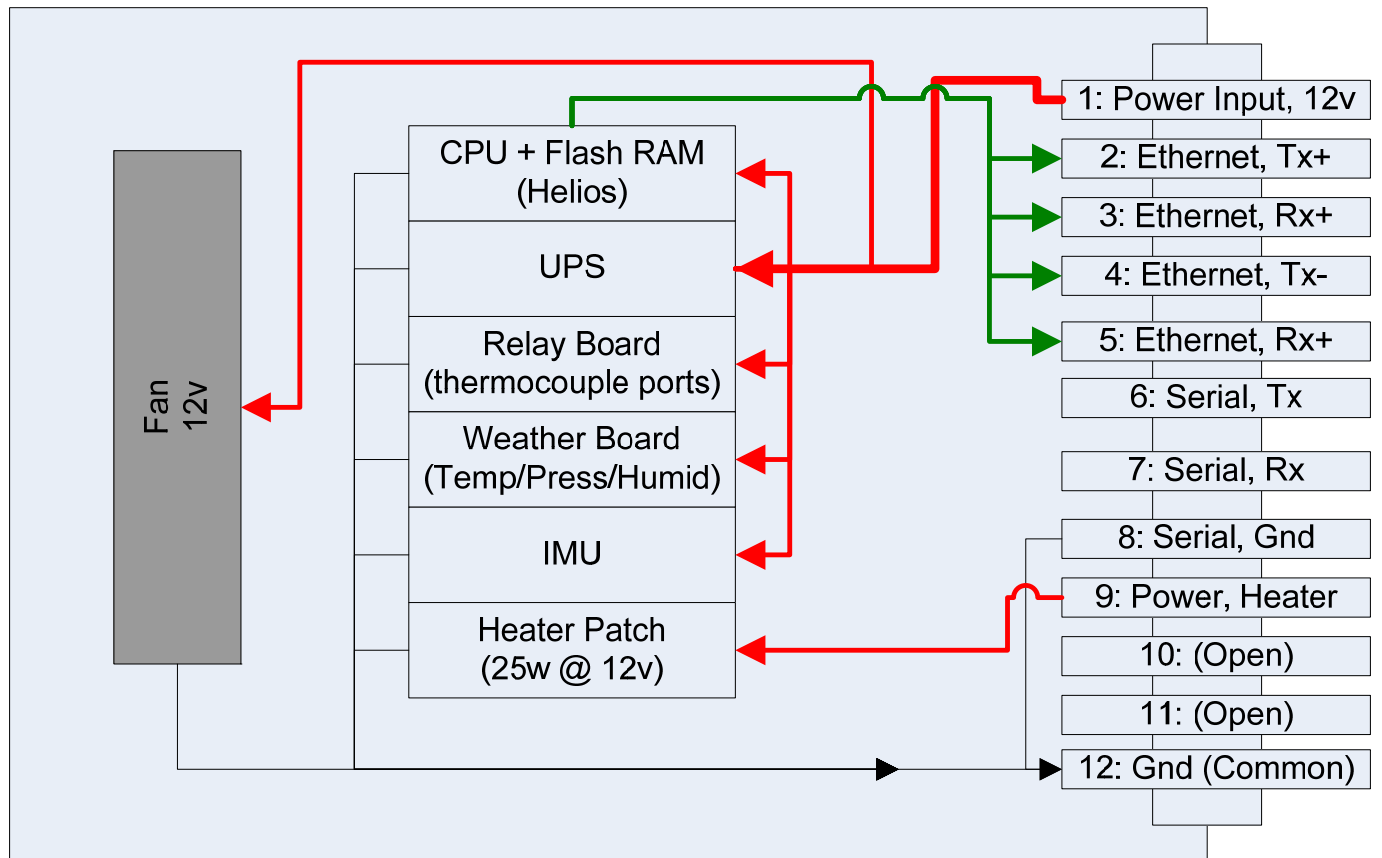 Fan
12v
CPU + Flash RAM
(Helios)
UPS
Relay Board
(thermocouple ports)
Weather Board
(Temp/Press/Humid)
IMU
Heater Patch
(25w @ 12v)
1: Power Input, 12v
2: Ethernet, Tx+
3: Ethernet, Rx+
4: Ethernet, Tx-
5: Ethernet, Rx+
6: Serial, Tx
7: Serial, Rx
8: Serial, Gnd
9: Power, Heater
10: (Open)
11: (Open)
12: Gnd (Common)